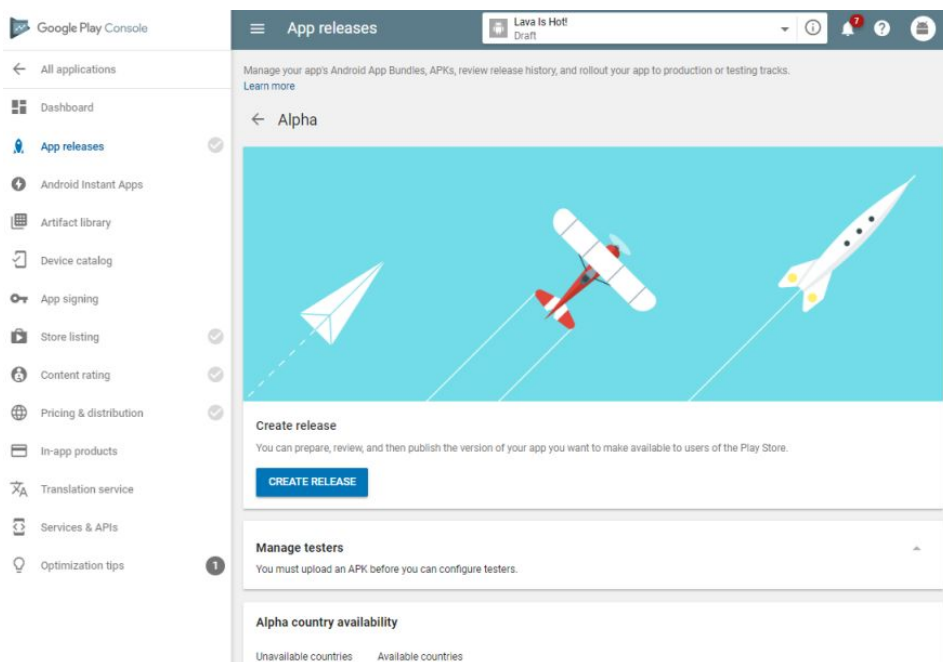 Google Play Console
All applications
Dashboard
App releases
Android Instant Apps
Artifact library
Device catalog
App signing
Store listing
Content rating
Pricing & distribution
In-app products
Translation service
Services & APIs
Optimization tips
1
App releases
Lava Is Hot!
Draft
7
Manage your app's Android App Bundles, APKs, review release history, and rollout your app to production or testing tracks.
Learn more
Alpha
Create release
You can prepare, review, and then publish the version of your app you want to make available to users of the Play Store.
CREATE RELEASE
Manage testers
You must upload an APK before you can configure testers.
Alpha country availability
Unavailable countries Available countries